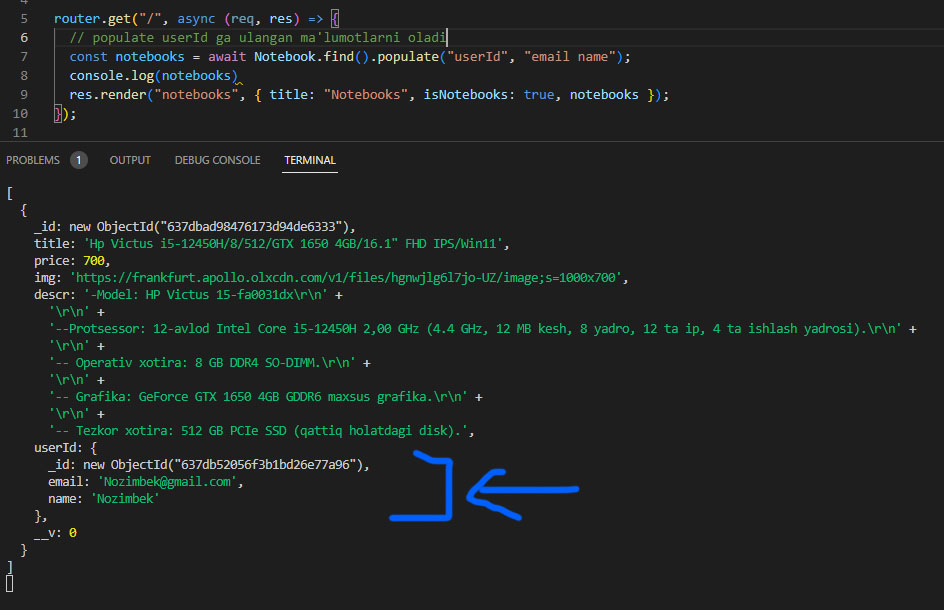 5 router.get("/", async (req, res) => {
6 // populate userId ga ulangan ma'lumotlarni oladi
7 const notebooks = await Notebook.find().populate("userId", "email name");
8 console.log(notebooks)
9 res.render("notebooks", { title: "Notebooks", isNotebooks: true, notebooks });
10 });
11
PROBLEMS 1 OUTPUT DEBUG CONSOLE TERMINAL
[
{
_id: new ObjectId("637dbad98476173d94de6333"),
title: 'Hp Victus i5-12450H/8/512/GTX 1650 4GB/16.1" FHD IPS/Win11',
price: 700,
img: 'https://frankfurt.apollo.olxcdn.com/v1/files/hgnwjlg6l7jo-UZ/image;s=1000x700',
descr: '-Model: HP Victus 15-fa0031dx\r\n' +
'\r\n' +
'--Protsessor: 12-avlod Intel Core i5-12450H 2,00 GHz (4.4 GHz, 12 MB kesh, 8 yadro, 12 ta ip, 4 ta ishlash yadrosi).\r\n' +
'\r\n' +
'-- Operativ xotira: 8 GB DDR4 SO-DIMM.\r\n' +
'\r\n' +
'-- Grafika: GeForce GTX 1650 4GB GDDR6 maxsus grafika.\r\n' +
'\r\n' +
'-- Tezkor xotira: 512 GB PCIe SSD (qattiq holatdagi disk).',
userId: {
_id: new ObjectId("637db52056f3b1bd26e77a96"),
email: 'Nozimbek@gmail.com',
name: 'Nozimbek'
},
__v: 0
}
]